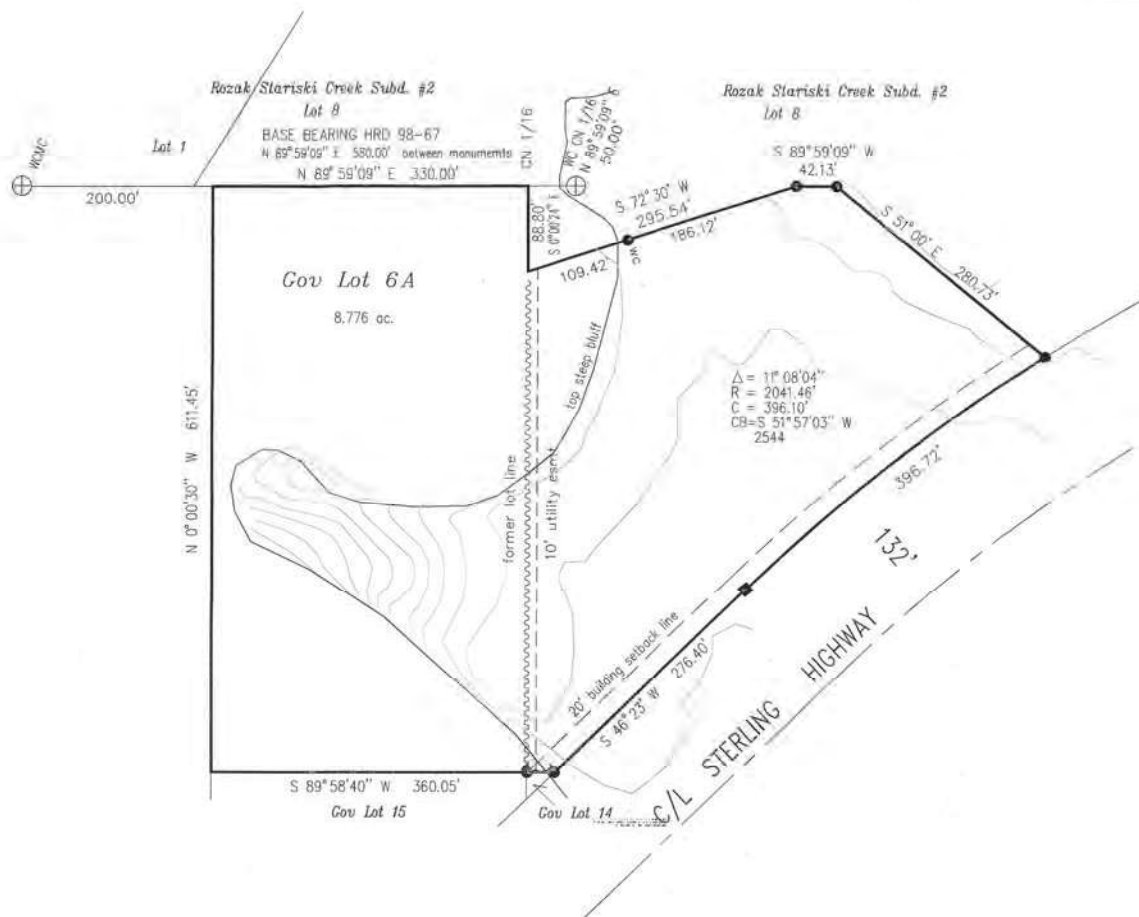 Rozak Stariski Creek Subd. #2
Lot 8
BASE BEARING HRD 98-67
N 89°59'09" E 580.00' between monuments
N 89°59'09" E 330.00'
Lot 1
WCMC
200.00'
CN 1/16
WC CN 1/16
N 89°59'09" E
50.00'
Rozak Stariski Creek Subd. #2
Lot 8
S 89°59'09" W
42.13'
S 72°30' W
295.54'
186.12'
WC
109.42'
88.80'
S 0°00'24" E
S 51°00' E 280.73'
Gov Lot 6A
8.776 ac.
top steep bluff
Δ= 11°08'04"
R = 2041.46'
C = 396.10'
CB=S 51°57'03" W
2544
396.72'
N 0°00'30" W 611.45'
former lot line
10' utility esmt
132'
20' building setback line
S 46°23' W 276.40'
C/L STERLING HIGHWAY
S 89°58'40" W 360.05'
Gov Lot 15
Gov Lot 14